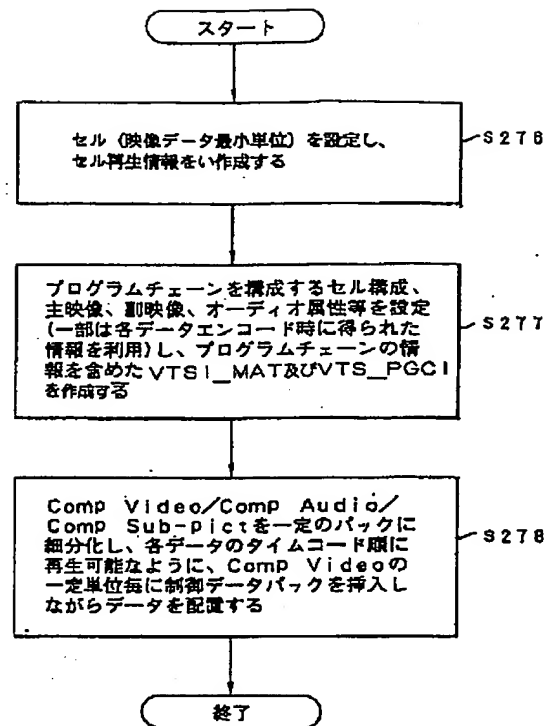 スタート
セル(映像データ最小単位)を設定し、
セル再生情報をい作成する
S276
プログラムチェーンを構成するセル構成、
主映像、副映像、オーディオ属性等を設定
(一部は各データエンコード時に得られた
情報を利用)し、プログラムチェーンの情
報を含めたVTSI_MAT及びVTS_PGCI
を作成する
S277
Comp Video/Comp Audio/
Comp Sub-pictを一定のパックに
細分化し、各データのタイムコード順に
再生可能なように、Comp Videoの
一定単位毎に制御データパックを挿入し
ながらデータを配置する
S278
終了